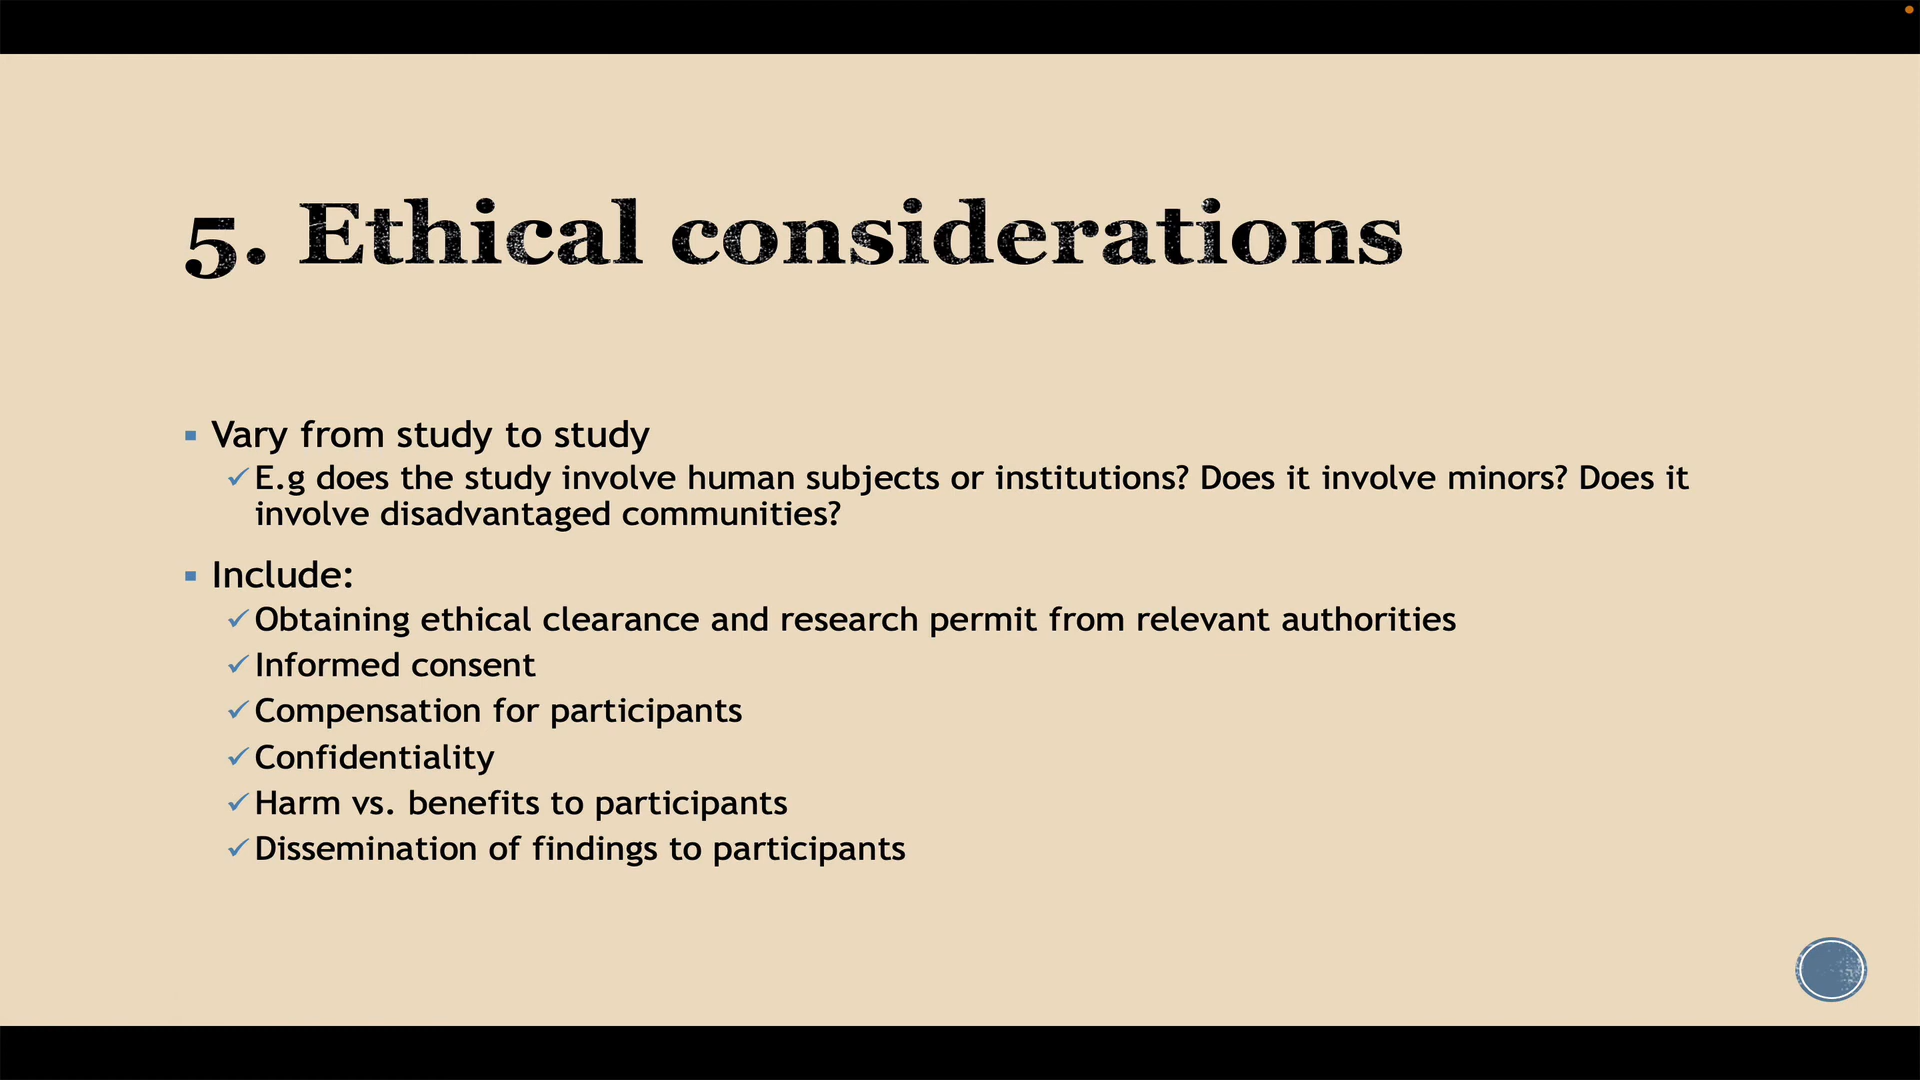 5. Ethical considerations
▪ Vary from study to study
✓ E.g does the study involve human subjects or institutions? Does it involve minors? Does it
involve disadvantaged communities?
▪ Include:
✓ Obtaining ethical clearance and research permit from relevant authorities
✓ Informed consent
✓ Compensation for participants
✓ Confidentiality
✓ Harm vs. benefits to participants
✓ Dissemination of findings to participants